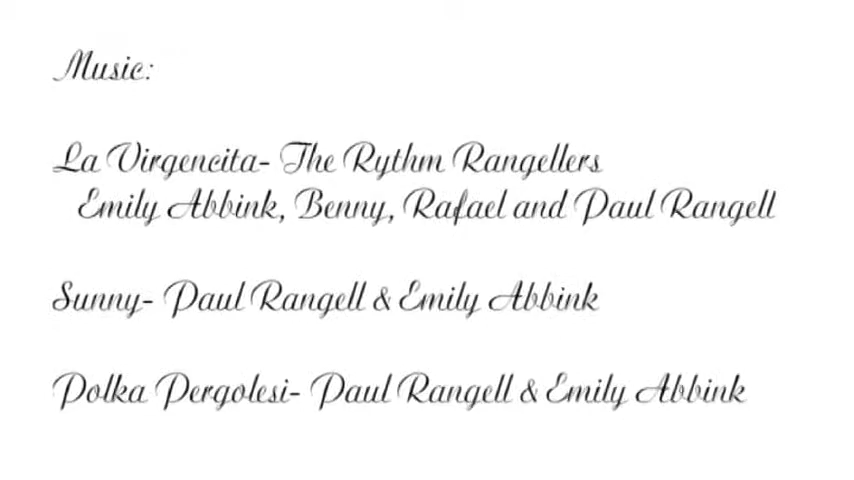 Music:
La Virgencita- The Rythm Rangellers
Emily Abbink, Benny, Rafael and Paul Rangell
Sunny- Paul Rangell & Emily Abbink
Polka Pergolesi- Paul Rangell & Emily Abbink